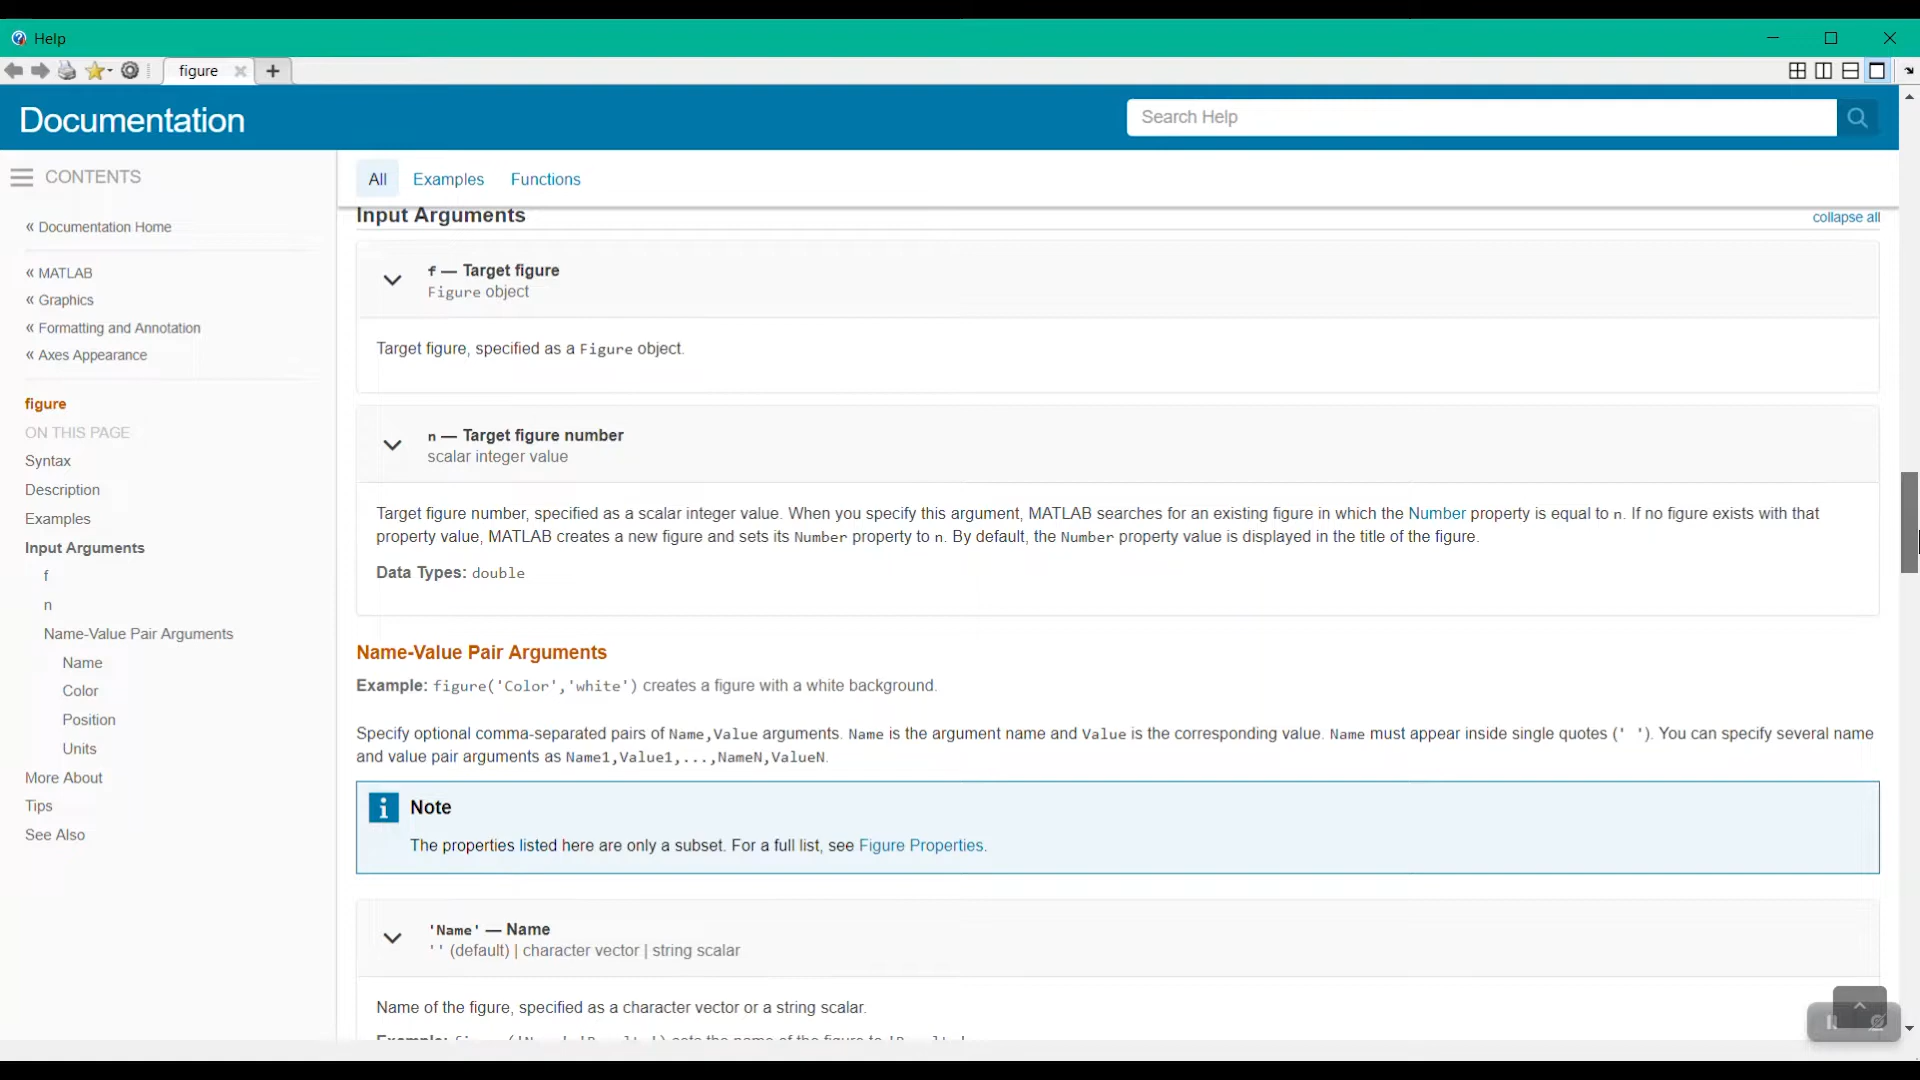 Help
figure
Documentation
Search Help
CONTENTS
All
Examples
Functions
« Documentation Home
« MATLAB
« Graphics
« Formatting and Annotation
« Axes Appearance
figure
ON THIS PAGE
Syntax
Description
Examples
Input Arguments
f
n
Name-Value Pair Arguments
Name
Color
Position
Units
More About
Tips
See Also
Input Arguments
collapse all
f — Target figure
Figure object
Target figure, specified as a Figure object.
n — Target figure number
scalar integer value
Target figure number, specified as a scalar integer value. When you specify this argument, MATLAB searches for an existing figure in which the Number property is equal to n. If no figure exists with that
property value, MATLAB creates a new figure and sets its Number property to n. By default, the Number property value is displayed in the title of the figure.
Data Types: double
Name-Value Pair Arguments
Example: figure('Color','white') creates a figure with a white background.
Specify optional comma-separated pairs of Name,Value arguments. Name is the argument name and Value is the corresponding value. Name must appear inside single quotes (' '). You can specify several name
and value pair arguments as Name1,Value1,...,NameN,ValueN.
Note
The properties listed here are only a subset. For a full list, see Figure Properties.
'Name' — Name
' ' (default) | character vector | string scalar
Name of the figure, specified as a character vector or a string scalar.